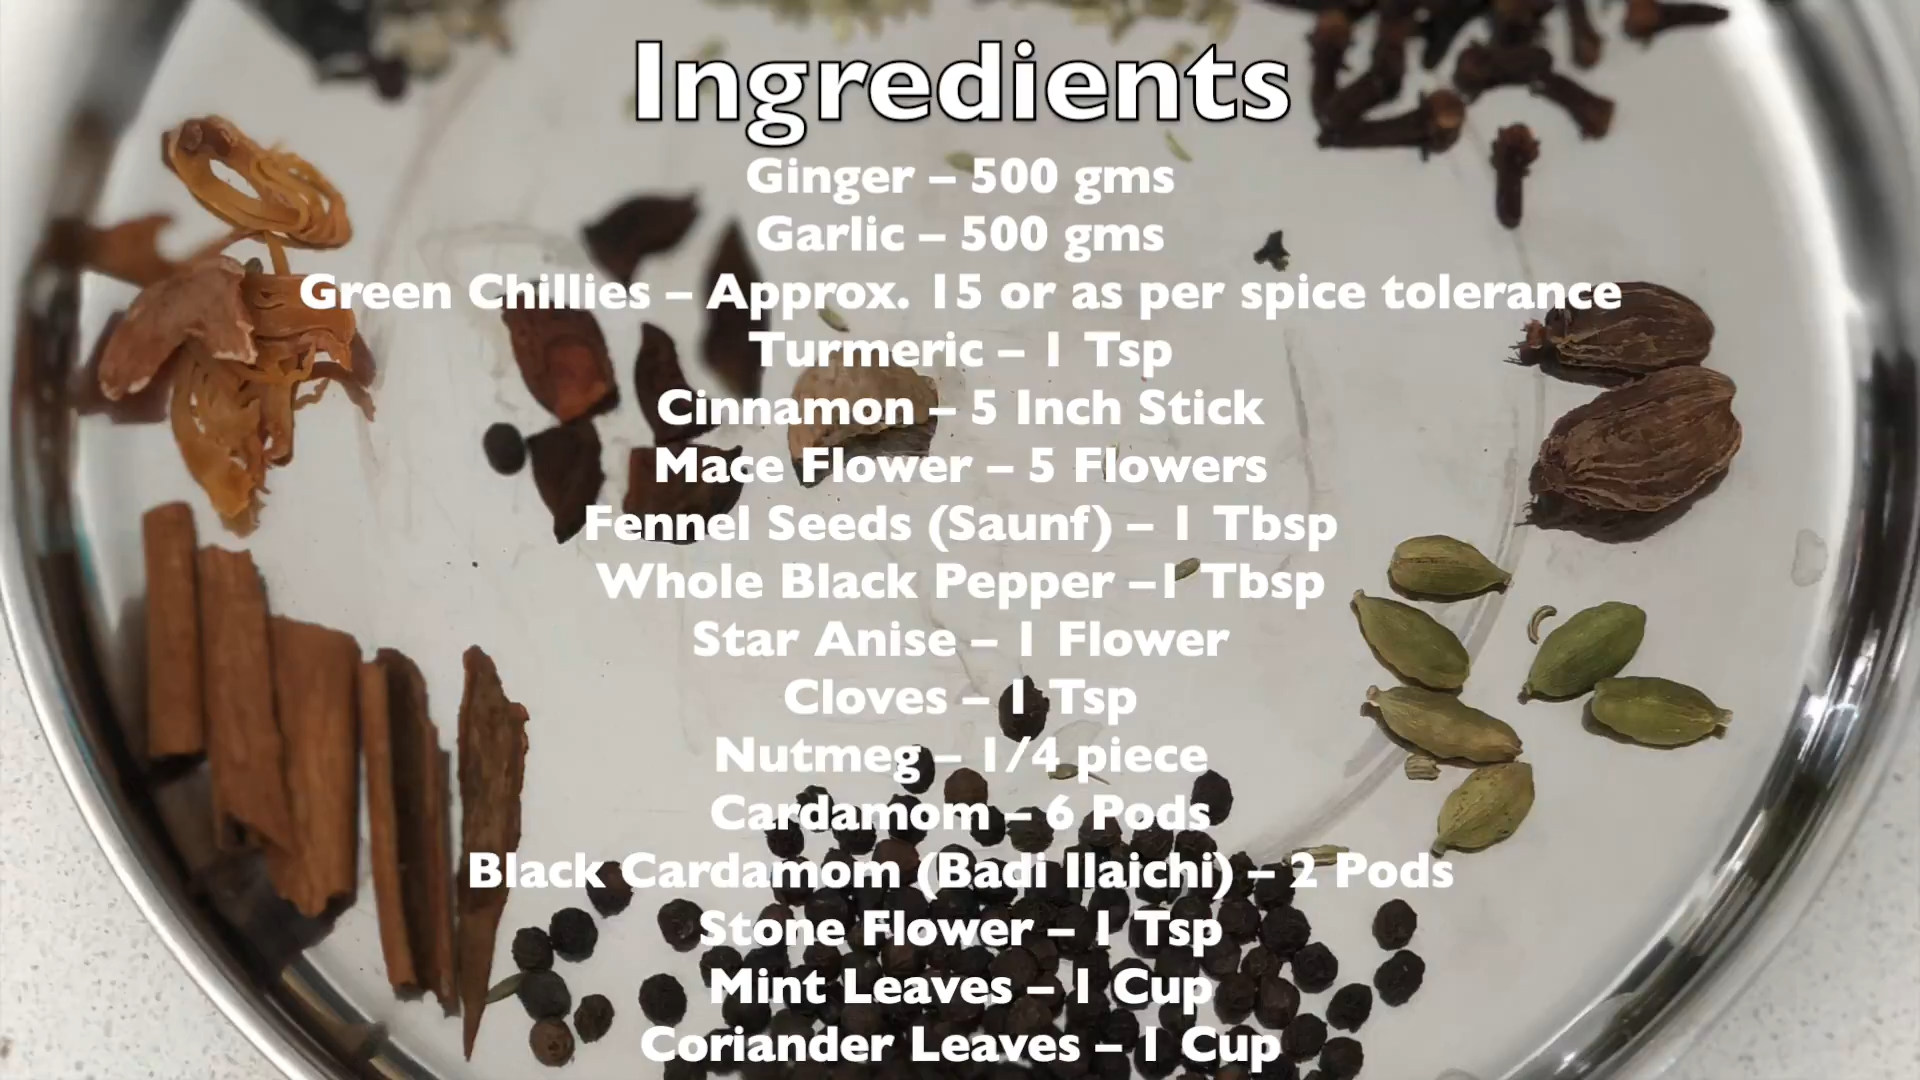 Ingredients
Ginger – 500 gms
Garlic – 500 gms
Green Chillies – Approx. 15 or as per spice tolerance
Turmeric – 1 Tsp
Cinnamon – 5 Inch Stick
Mace Flower – 5 Flowers
Fennel Seeds (Saunf) – 1 Tbsp
Whole Black Pepper –1 Tbsp
Star Anise – 1 Flower
Cloves – 1 Tsp
Nutmeg – 1/4 piece
Cardamom – 6 Pods
Black Cardamom (Badi Ilaichi) – 2 Pods
Stone Flower – 1 Tsp
Mint Leaves – 1 Cup
Coriander Leaves – 1 Cup